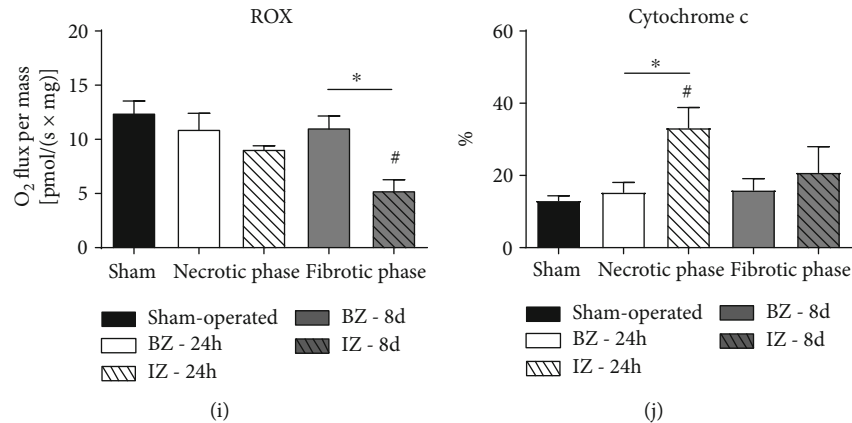 ROX
O₂ flux per mass
[pmol/(s × mg)]
20
15
10
5
0
*
#
Sham
Necrotic phase
Fibrotic phase
Sham-operated
BZ - 24h
IZ - 24h
BZ - 8d
IZ - 8d
(i)
Cytochrome c
%
60
40
20
0
*
#
Sham
Necrotic phase
Fibrotic phase
Sham-operated
BZ - 24h
IZ - 24h
BZ - 8d
IZ - 8d
(j)